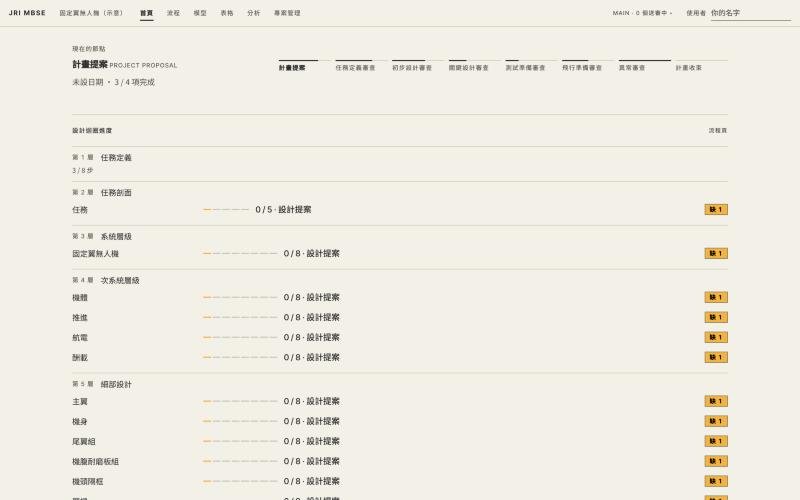 JRI MBSE 固定翼無人機（示意） 首頁 流程 模型 表格 分析 專案管理 MAIN · 0 個送審中 使用者 你的名字
現在的節點
計畫提案 PROJECT PROPOSAL
未設日期 · 3 / 4 項完成
計畫提案 任務定義審查 初步設計審查 關鍵設計審查 測試準備審查 飛行準備審查 異常審查 計畫收束
設計迴圈進度 流程頁
第 1 層 任務定義
3 / 8 步
第 2 層 任務剖面
任務 0 / 5 · 設計提案 缺 1
第 3 層 系統層級
固定翼無人機 0 / 8 · 設計提案 缺 1
第 4 層 次系統層級
機體 0 / 8 · 設計提案 缺 1
推進 0 / 8 · 設計提案 缺 1
航電 0 / 8 · 設計提案 缺 1
酬載 0 / 8 · 設計提案 缺 1
第 5 層 細部設計
主翼 0 / 8 · 設計提案 缺 1
機身 0 / 8 · 設計提案 缺 1
尾翼組 0 / 8 · 設計提案 缺 1
機腹耐磨板組 0 / 8 · 設計提案 缺 1
機頭隔框 0 / 8 · 設計提案 缺 1